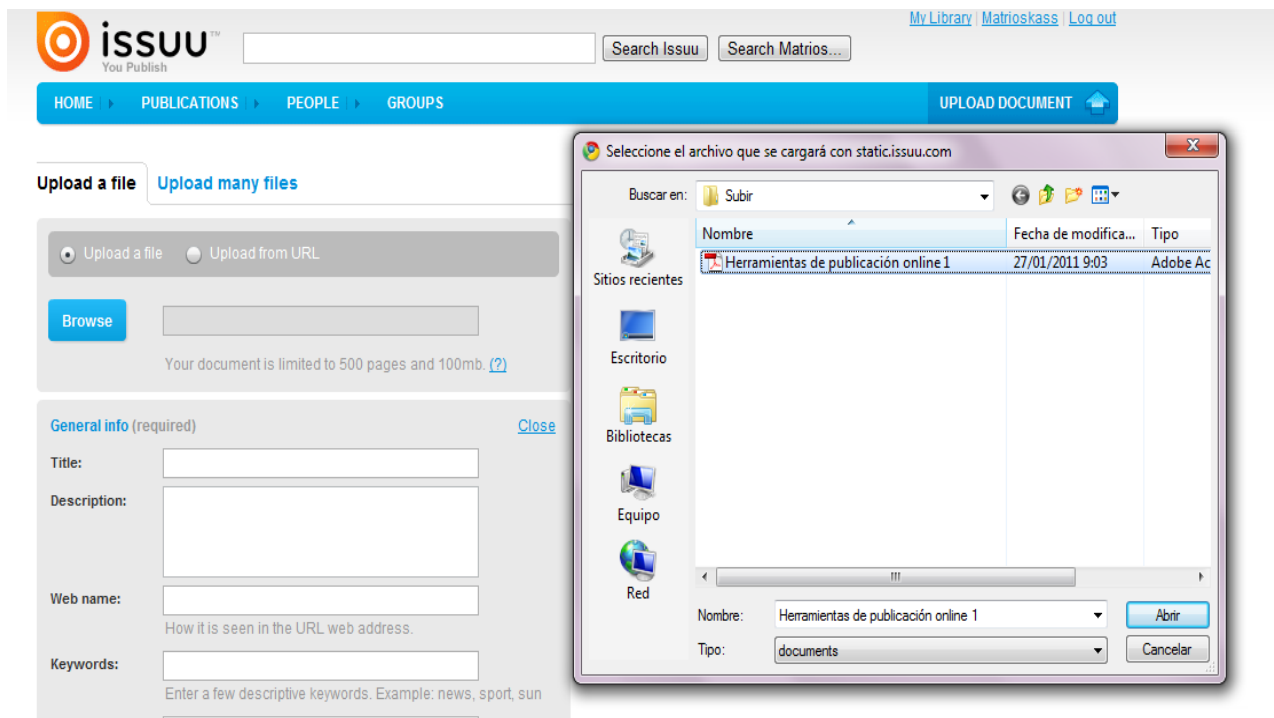 My Library | Matrioskass | Log out
issuu™
You Publish
Search Issuu
Search Matrios...
HOME
PUBLICATIONS
PEOPLE
GROUPS
UPLOAD DOCUMENT
Upload a file
Upload many files
Upload a file
Upload from URL
Browse
Your document is limited to 500 pages and 100mb. (?)
General info (required)
Close
Title:
Description:
Web name:
How it is seen in the URL web address.
Keywords:
Enter a few descriptive keywords. Example: news, sport, sun
Seleccione el archivo que se cargará con static.issuu.com
Buscar en:
Subir
Nombre
Fecha de modifica...
Tipo
Herramientas de publicación online 1
27/01/2011 9:03
Adobe Ac
Sitios recientes
Escritorio
Bibliotecas
Equipo
Red
Nombre:
Herramientas de publicación online 1
Abrir
Tipo:
documents
Cancelar